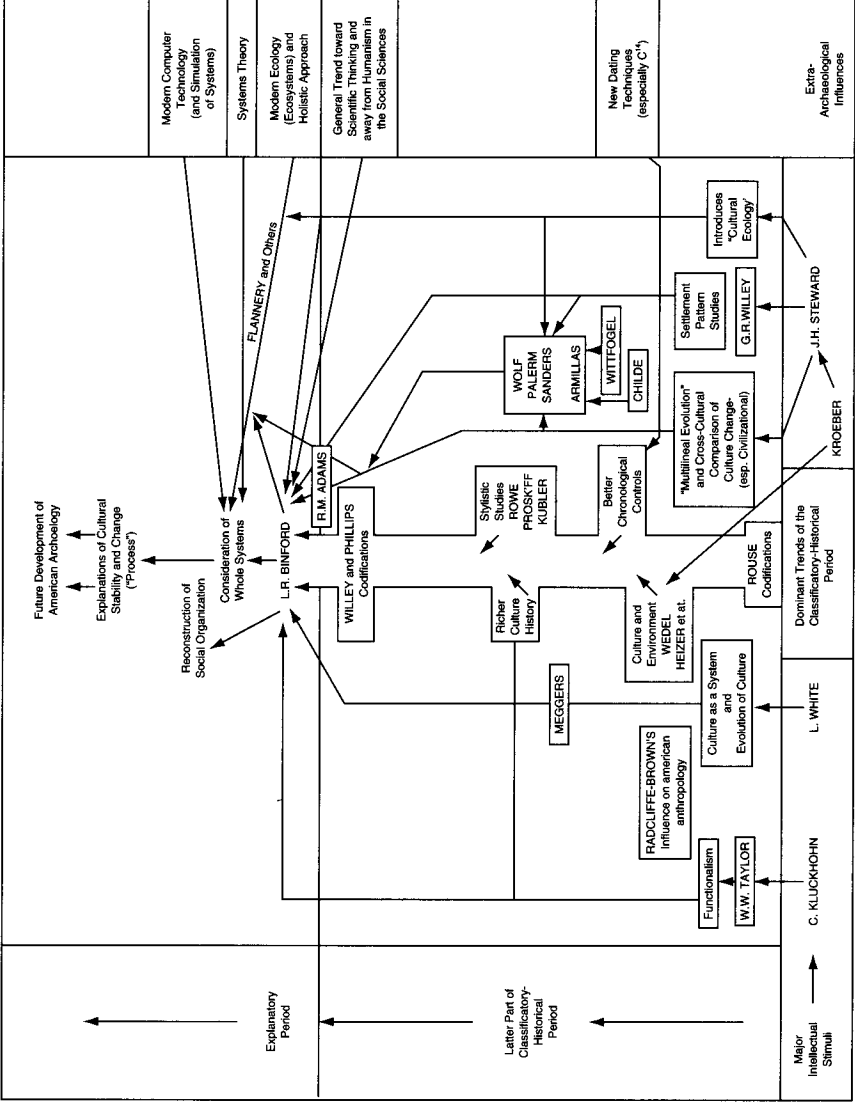 Future Development of
American Archoelogy
Explanations of Cultural
Stability and Change
("Process")
Reconstruction of
Social Organization
Consideration of
Whole Systems
L.R. BINFORD
FLANNERY and Others
R.M. ADAMS
Explanatory
Period
Modern Computer
Technology
(and Simulation
of Systems)
Systems Theory
Modern Ecology
(Ecosystems) and
Holistic Approach
General Trend toward
Scientific Thinking and
away from Humanism in
the Social Sciences
New Dating
Techniques
(especially C¹⁴)
Extra-
Archaeological
Influences
WILLEY and PHILLIPS
Codifications
Latter Part of
Classificatory-
Historical
Period
MEGGERS
Richer
Culture
History
Stylistic
Studies
ROWE
PROSK'FF
KUBLER
WOLF
PALERM
SANDERS
ARMILLAS
WITTFOGEL
CHILDE
RADCLIFFE-BROWN'S
Influence on american
anthropology
Culture and
Environment
WEDEL
HEIZER et at.
Better
Chronological
Controls
Functionalism
W.W. TAYLOR
Culture as a System
and
Evolution of Culture
ROUSE
Codifications
"Multilineal Evolution"
and Cross-Cultural
Comparison of
Culture Change-
(esp. Civilizational)
Settlement
Pattern
Studies
G.R.WILLEY
Introduces
"Cultural
Ecology'
Major
Intellectual
Stimuli
C. KLUCKHOHN
L. WHITE
Dominant Trends of the
Classificatory-Historical
Period
KROEBER
J.H. STEWARD